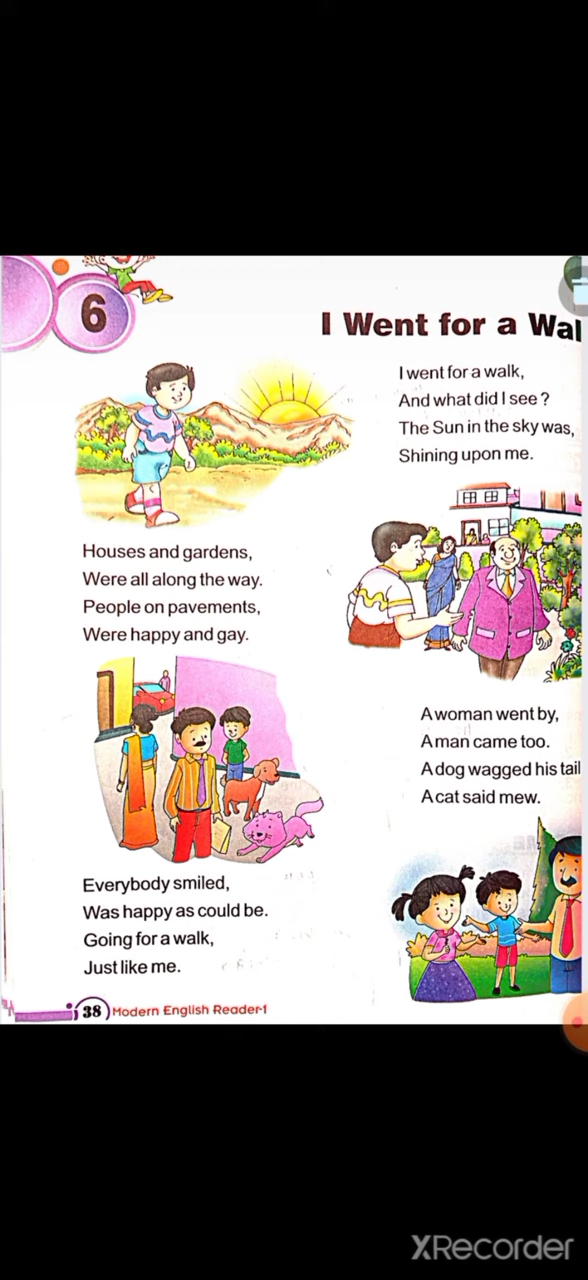 6
I Went for a Wal
I went for a walk,
And what did I see ?
The Sun in the sky was,
Shining upon me.
Houses and gardens,
Were all along the way.
People on pavements,
Were happy and gay.
A woman went by,
A man came too.
A dog wagged his tail
A cat said mew.
Everybody smiled,
Was happy as could be.
Going for a walk,
Just like me.
38 Modern English Reader-1
XRecorder